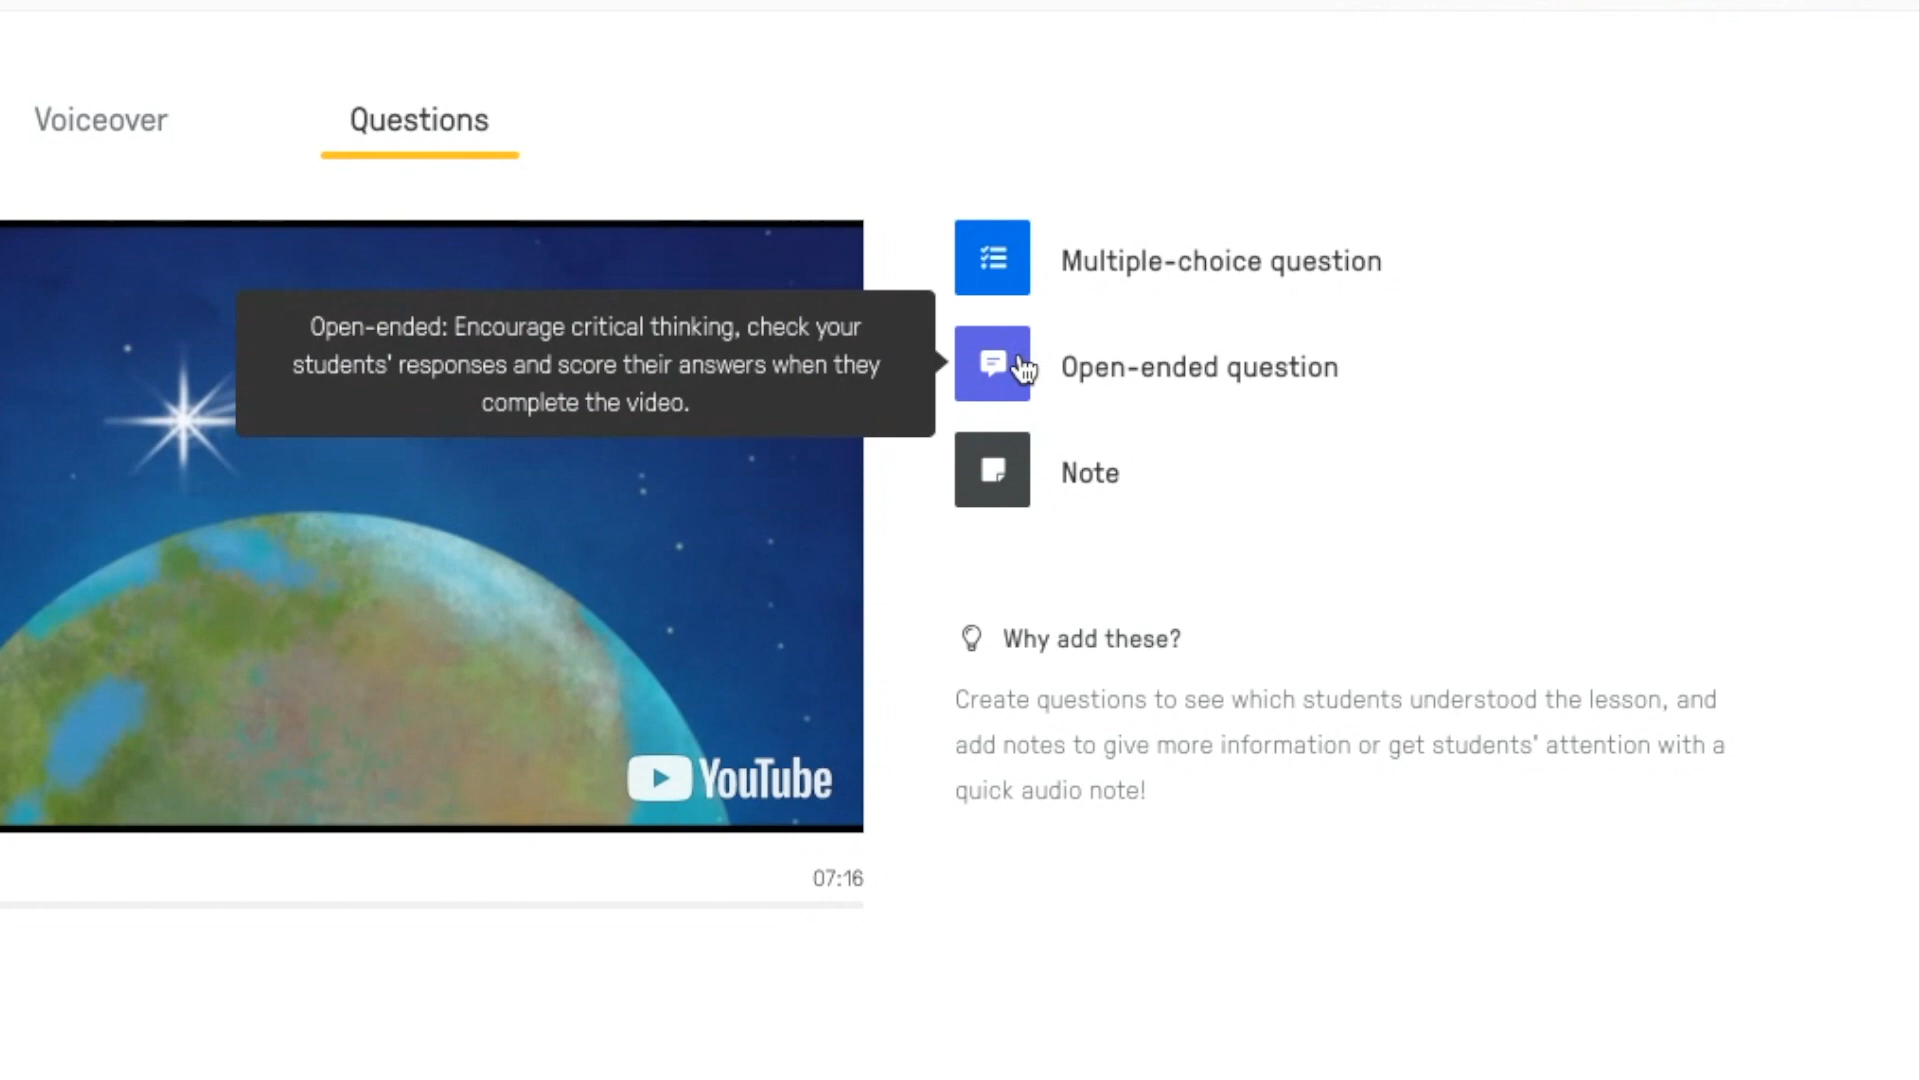 Voiceover
Questions
Multiple-choice question
Open-ended: Encourage critical thinking, check your
students' responses and score their answers when they
complete the video.
Open-ended question
Note
Why add these?
Create questions to see which students understood the lesson, and
add notes to give more information or get students' attention with a
quick audio note!
YouTube
07:16